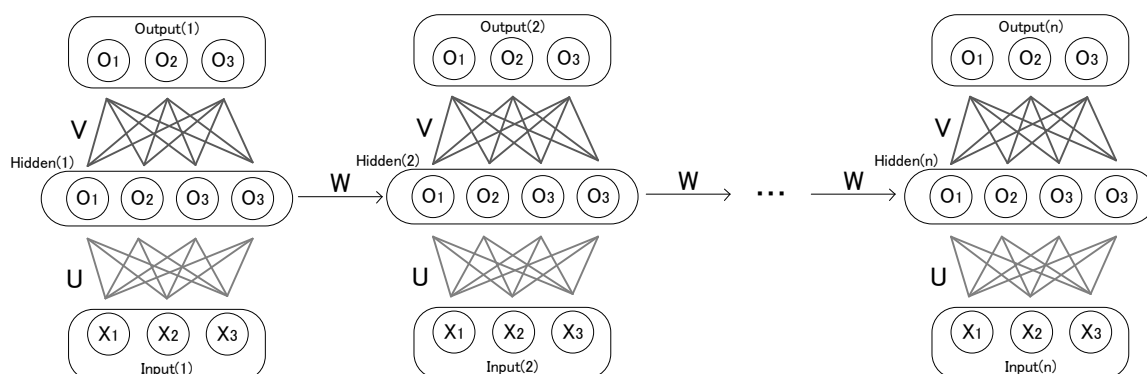 Output(1) Output(2) Output(n)
O1 O2 O3 O1 O2 O3 O1 O2 O3
V V V
Hidden(1) Hidden(2) Hidden(n)
O1 O2 O3 O3 W O1 O2 O3 O3 W ... W O1 O2 O3 O3
U U U
X1 X2 X3 X1 X2 X3 X1 X2 X3
Input(1) Input(2) Input(n)